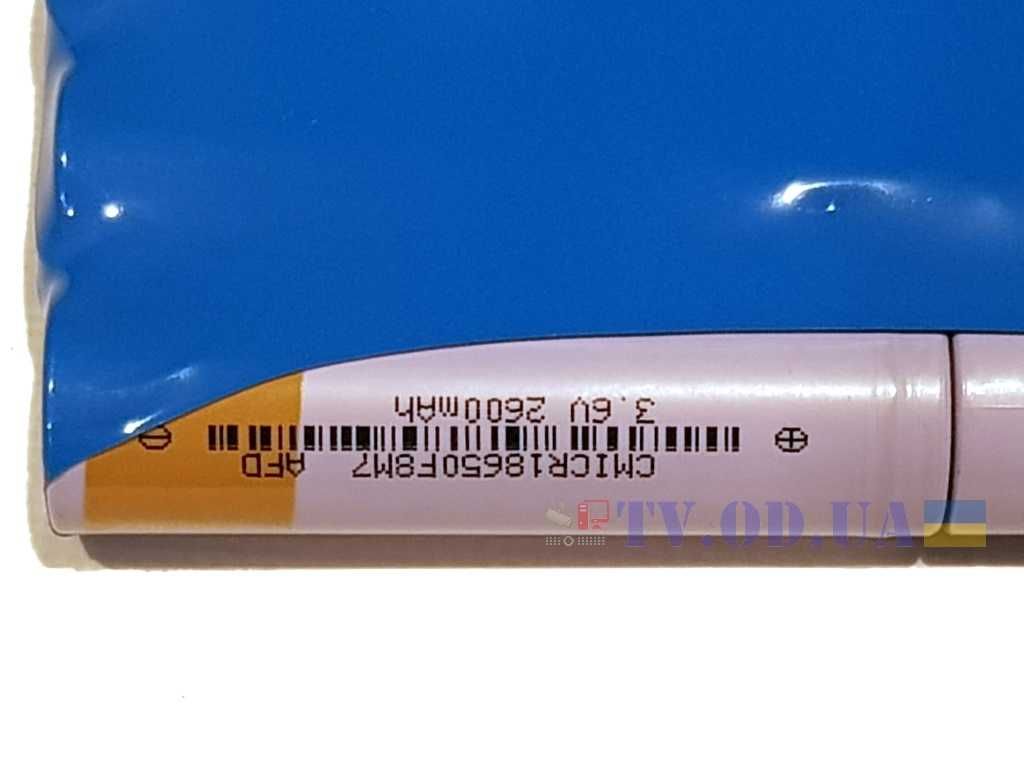 CMICR18650F8M7 AFD
3.6V 2600mAh
TV.OD.UA